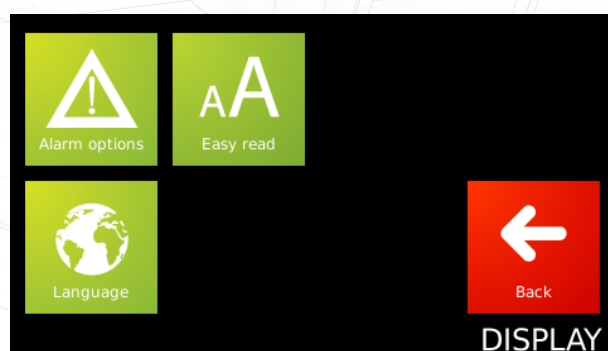 AA
Alarm options
Easy read
Language
Back
DISPLAY